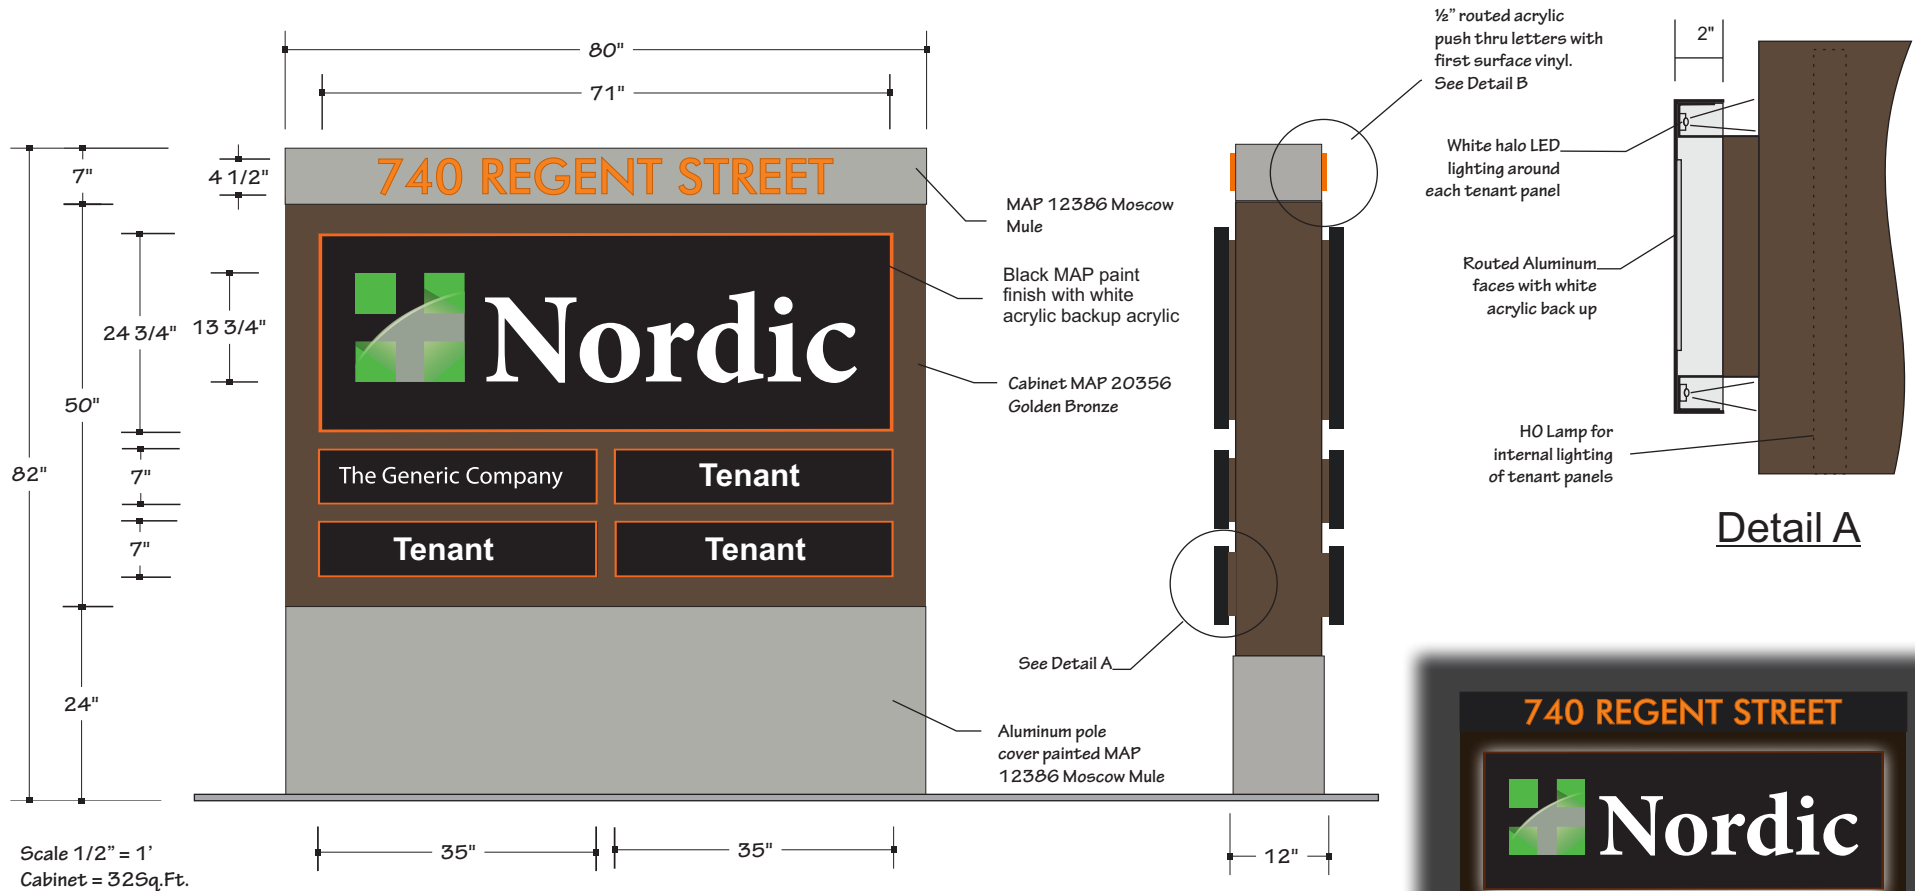 80"
71"
82"
7"
50"
24"
24 3/4"
7"
7"
4 1/2"
13 3/4"
740 REGENT STREET
Nordic
The Generic Company
Tenant
Tenant
Tenant
35"
35"
Scale 1/2” = 1’
Cabinet = 32Sq.Ft.
MAP 12386 Moscow
Mule
Black MAP paint
finish with white
acrylic backup acrylic
Cabinet MAP 20356
Golden Bronze
See Detail A
Aluminum pole
cover painted MAP
12386 Moscow Mule
12"
½” routed acrylic
push thru letters with
first surface vinyl.
See Detail B
2"
White halo LED
lighting around
each tenant panel
Routed Aluminum
faces with white
acrylic back up
HO Lamp for
internal lighting
of tenant panels
Detail A
740 REGENT STREET
Nordic